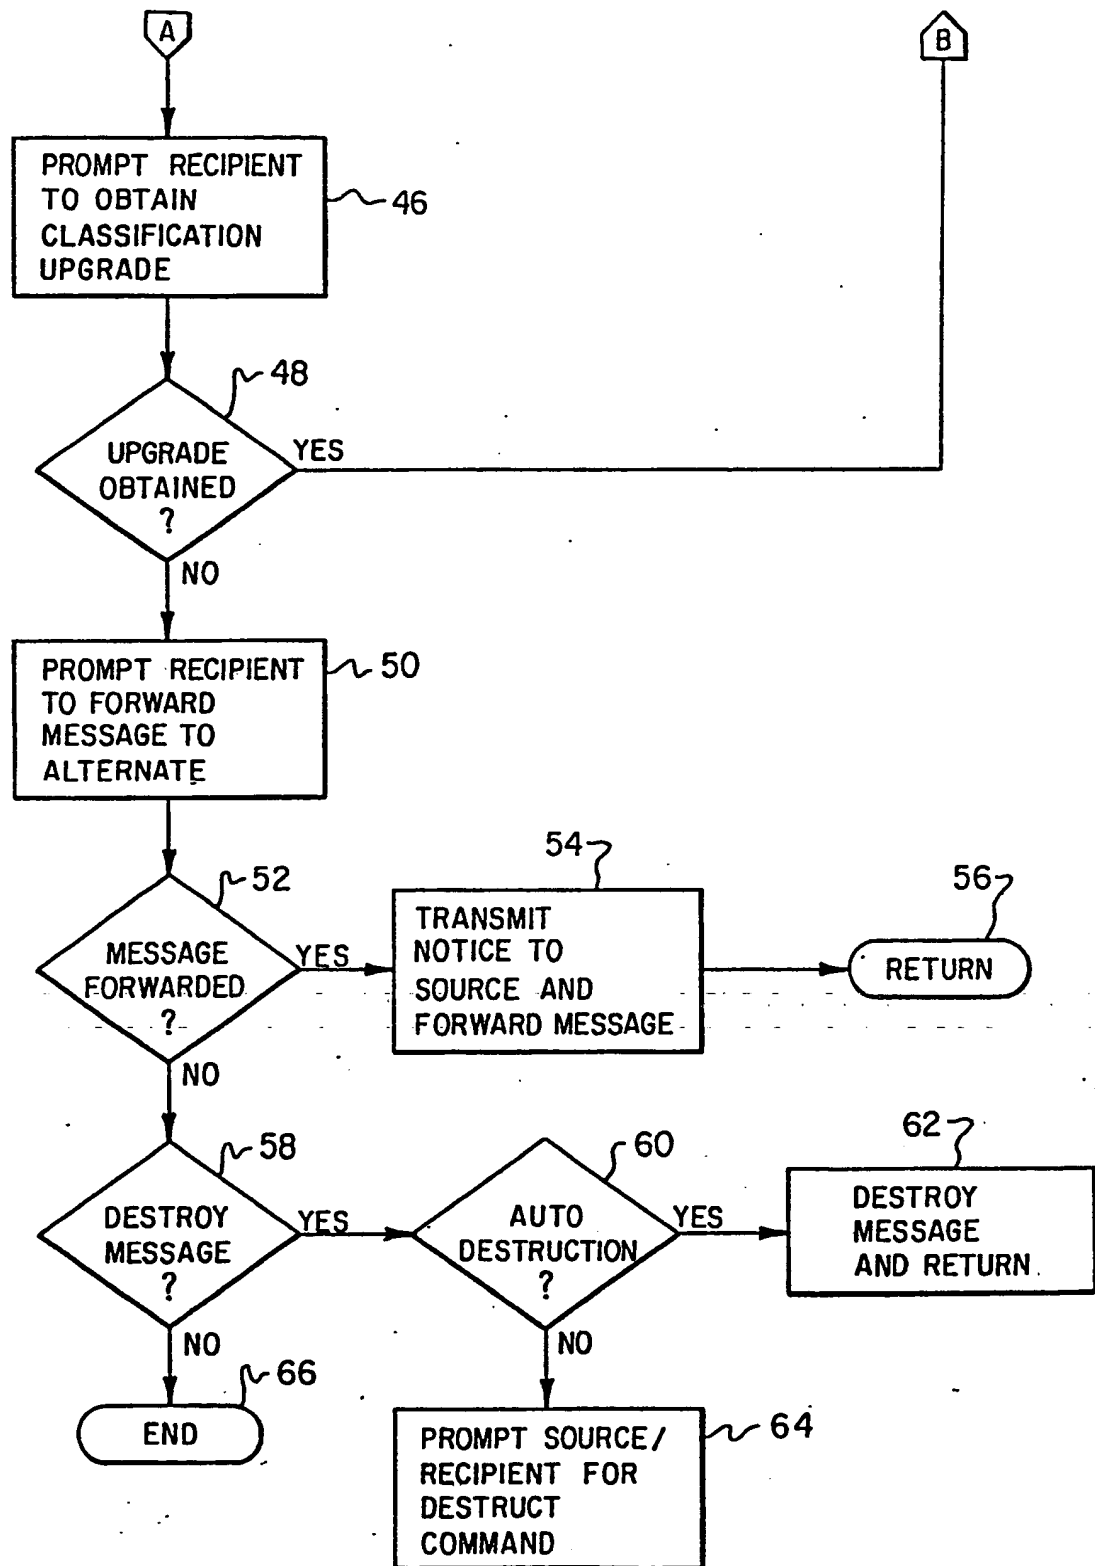 A
B
PROMPT RECIPIENT
TO OBTAIN
CLASSIFICATION
UPGRADE
46
48
UPGRADE
OBTAINED
?
YES
NO
PROMPT RECIPIENT
TO FORWARD
MESSAGE TO
ALTERNATE
50
52
MESSAGE
FORWARDED
?
YES
NO
54
TRANSMIT
NOTICE TO
SOURCE AND
FORWARD MESSAGE
56
RETURN
58
DESTROY
MESSAGE
?
YES
NO
60
AUTO
DESTRUCTION
?
YES
NO
62
DESTROY
MESSAGE
AND RETURN
66
END
PROMPT SOURCE/
RECIPIENT FOR
DESTRUCT
COMMAND
64